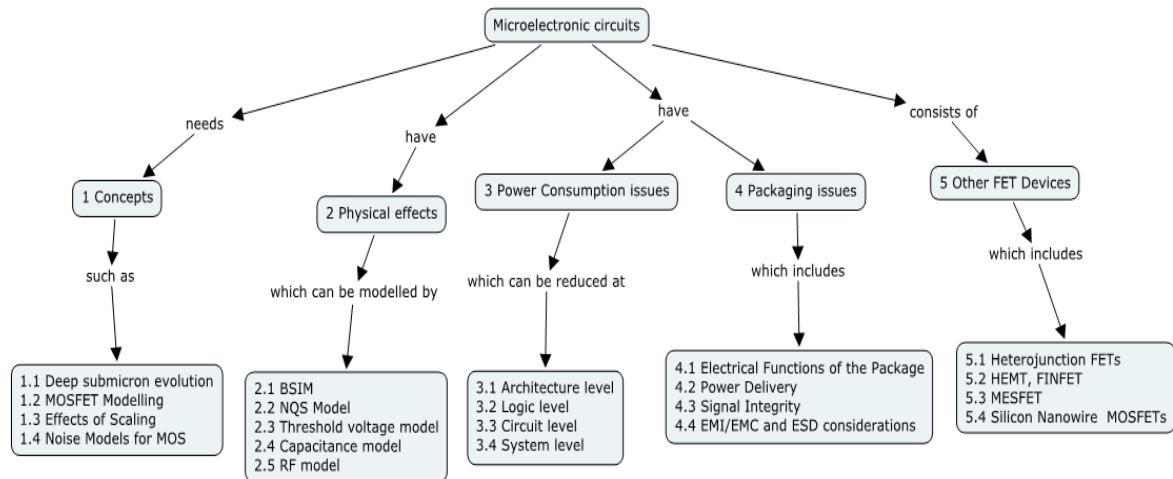 Microelectronic circuits
needs
have
have
consists of
1 Concepts
2 Physical effects
3 Power Consumption issues
4 Packaging issues
5 Other FET Devices
such as
which can be modelled by
which can be reduced at
which includes
which includes
1.1 Deep submicron evolution
1.2 MOSFET Modelling
1.3 Effects of Scaling
1.4 Noise Models for MOS
2.1 BSIM
2.2 NQS Model
2.3 Threshold voltage model
2.4 Capacitance model
2.5 RF model
3.1 Architecture level
3.2 Logic level
3.3 Circuit level
3.4 System level
4.1 Electrical Functions of the Package
4.2 Power Delivery
4.3 Signal Integrity
4.4 EMI/EMC and ESD considerations
5.1 Heterojunction FETs
5.2 HEMT, FINFET
5.3 MESFET
5.4 Silicon Nanowire MOSFETs